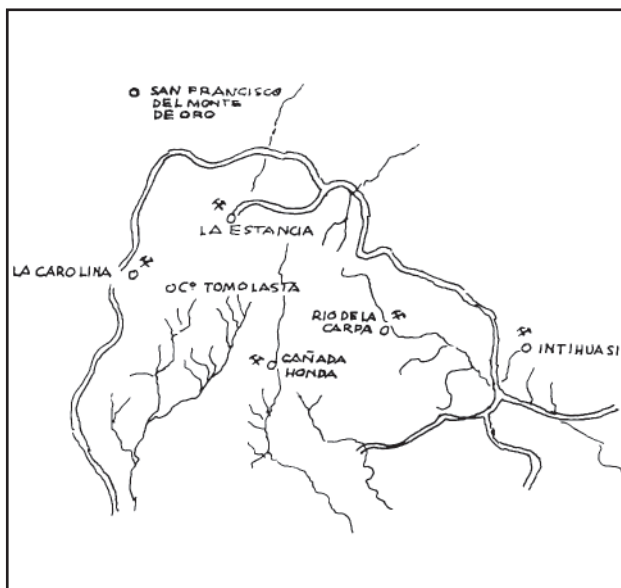 SAN FRANCISCO
DEL MONTE
DE ORO
LA ESTANCIA
LA CAROLINA
Cº TOMOLASTA
RIO DE LA
CARPA
INTIHUASI
CAÑADA
HONDA